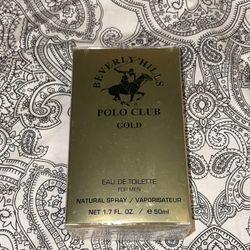 BEVERLY HILLS
POLO CLUB
GOLD
EAU DE TOILETTE
FOR MEN
NATURAL SPRAY / VAPORISATEUR
NET 1.7 FL. OZ. / ℮ 50ml